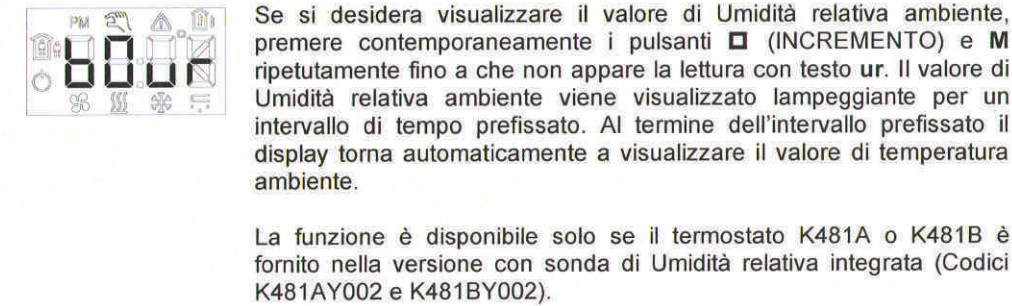 PM
60ur
Se si desidera visualizzare il valore di Umidità relativa ambiente,
premere contemporaneamente i pulsanti (INCREMENTO) e M
ripetutamente fino a che non appare la lettura con testo ur. Il valore di
Umidità relativa ambiente viene visualizzato lampeggiante per un
intervallo di tempo prefissato. Al termine dell'intervallo prefissato il
display torna automaticamente a visualizzare il valore di temperatura
ambiente.
La funzione è disponibile solo se il termostato K481A o K481B è
fornito nella versione con sonda di Umidità relativa integrata (Codici
K481AY002 e K481BY002).